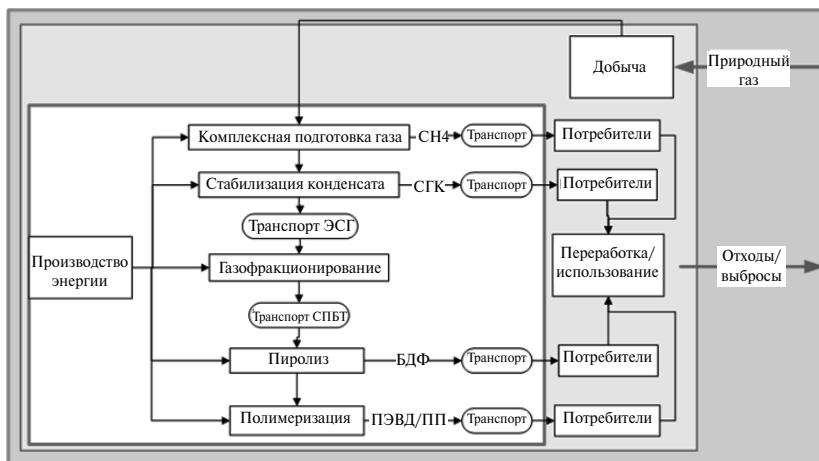 Добыча
Природный
газ
Комплексная подготовка газа
CH4
Транспорт
Потребители
Стабилизация конденсата
СГК
Транспорт
Потребители
Транспорт ЭСГ
Производство
энергии
Газофракционирование
Переработка/
использование
Отходы/
выбросы
Транспорт СПБТ
Пиролиз
БДФ
Транспорт
Потребители
Полимеризация
ПЭВД/ПП
Транспорт
Потребители